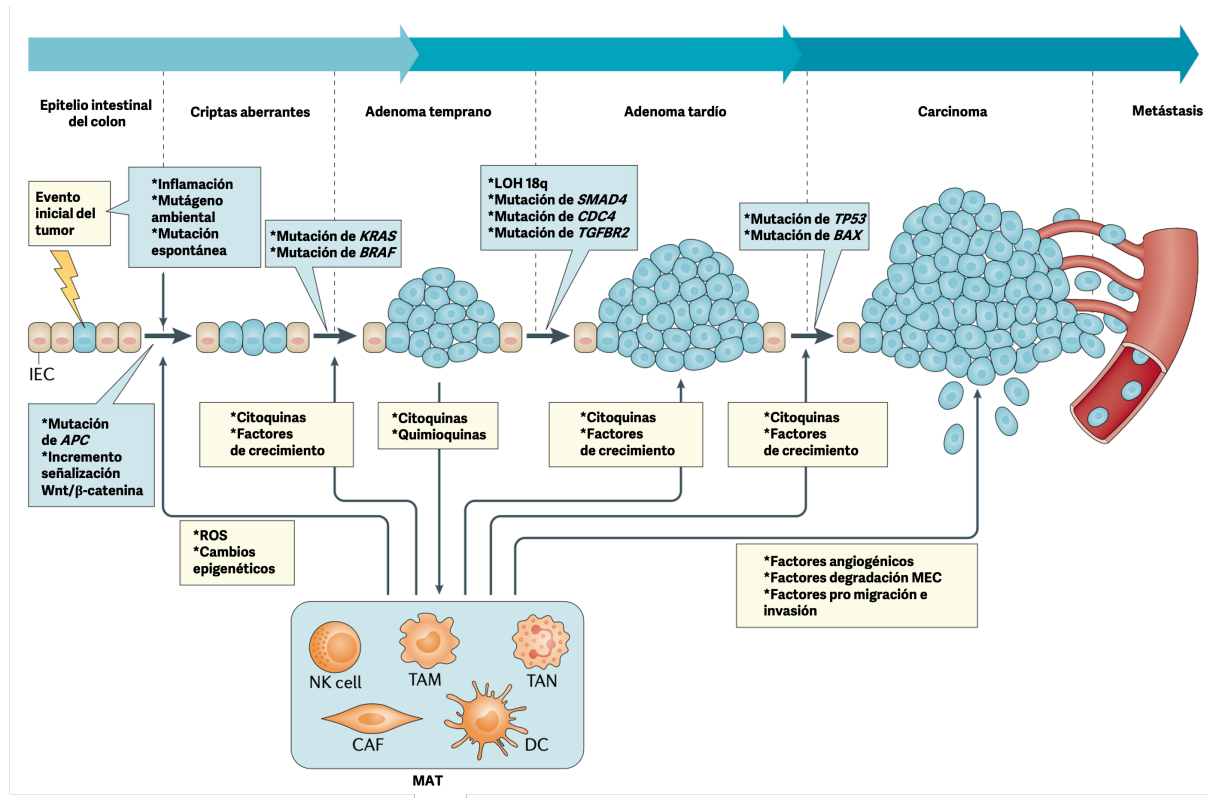 Epitelio intestinal
del colon
Criptas aberrantes
Adenoma temprano
Adenoma tardío
Carcinoma
Metástasis
Evento
inicial del
tumor
*Inflamación
*Mutágeno
ambiental
*Mutación
espontánea
*Mutación de KRAS
*Mutación de BRAF
*LOH 18q
*Mutación de SMAD4
*Mutación de CDC4
*Mutación de TGFBR2
*Mutación de TP53
*Mutación de BAX
IEC
*Mutación
de APC
*Incremento
señalización
Wnt/β-catenina
*Citoquinas
*Factores
de crecimiento
*Citoquinas
*Quimioquinas
*Citoquinas
*Factores
de crecimiento
*Citoquinas
*Factores
de crecimiento
*ROS
*Cambios
epigenéticos
*Factores angiogénicos
*Factores degradación MEC
*Factores pro migración e
invasión
NK cell
TAM
TAN
CAF
DC
MAT